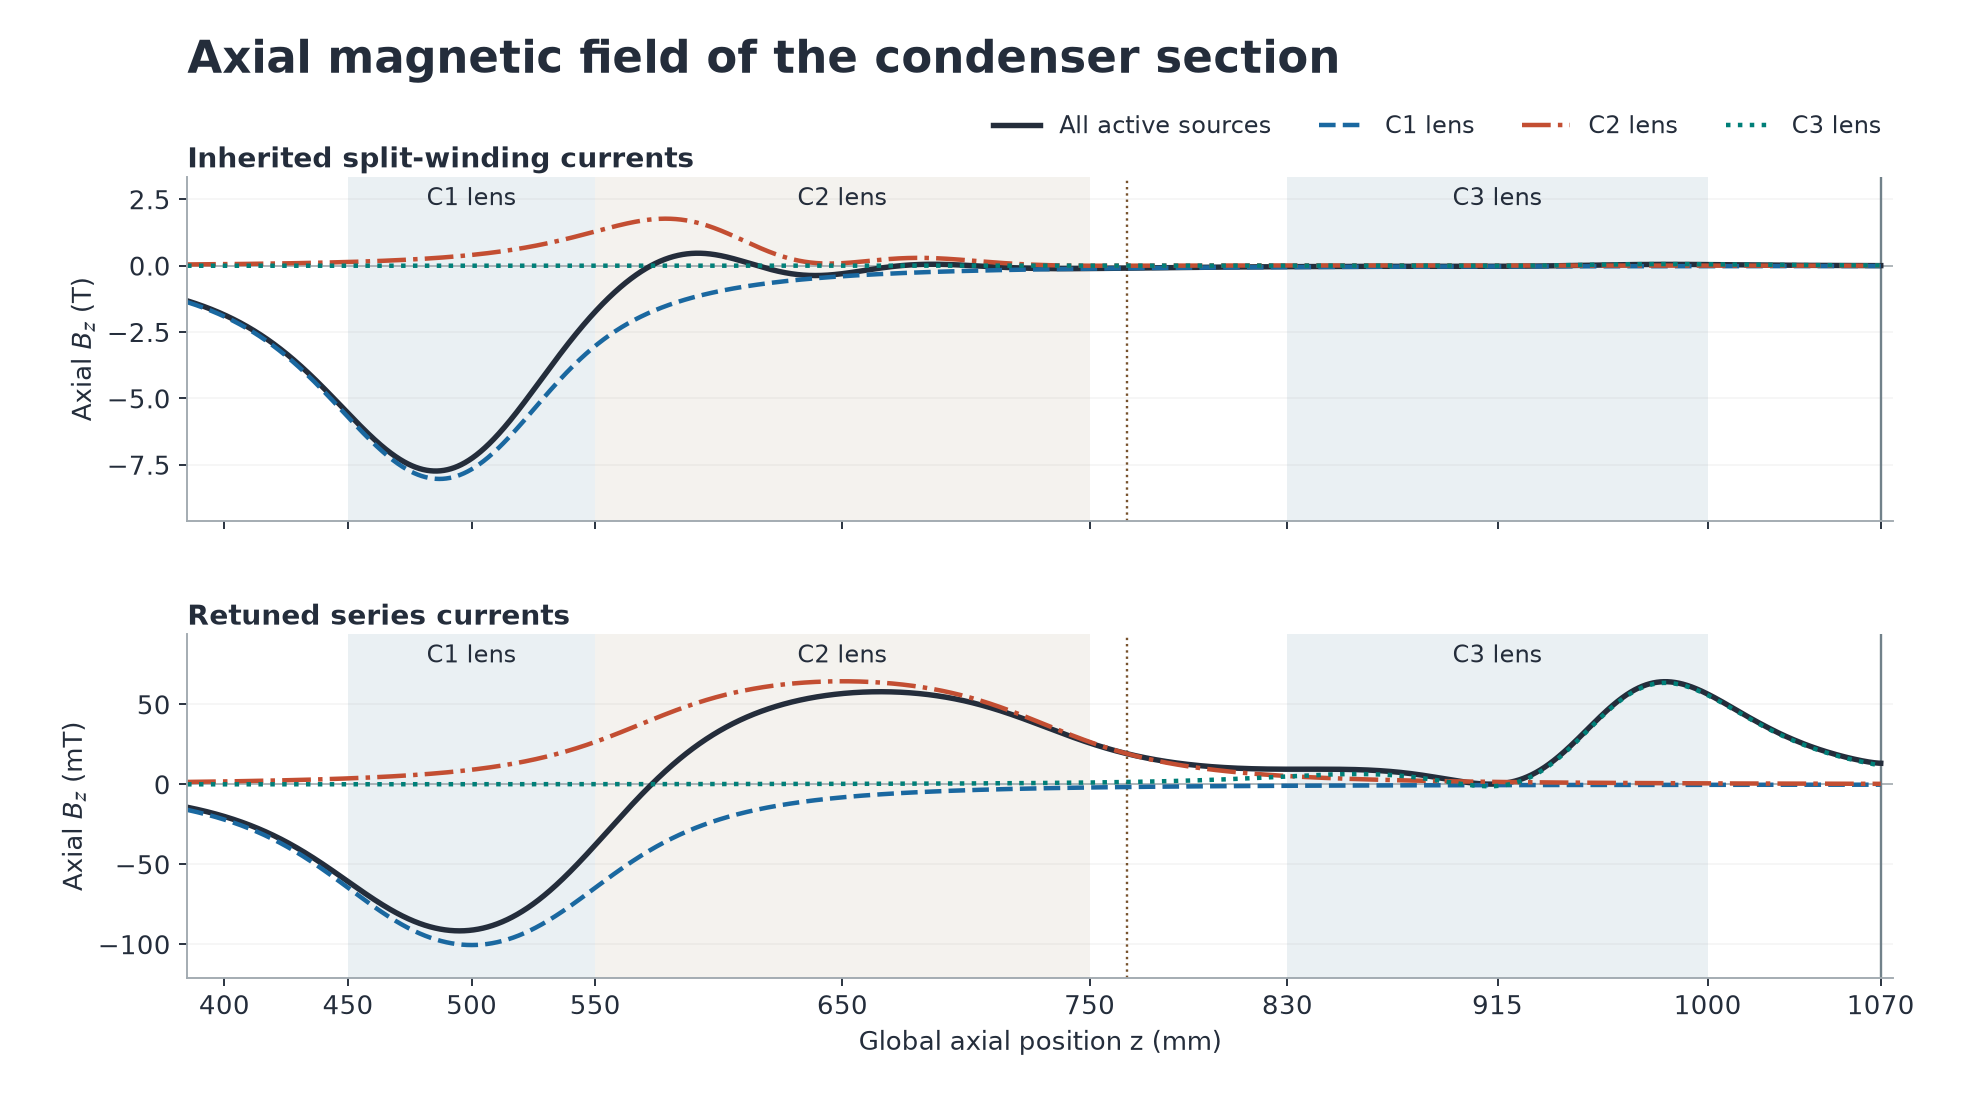 Axial magnetic field of the condenser section
All active sources C1 lens C2 lens C3 lens
Inherited split-winding currents
C1 lens C2 lens C3 lens
2.5
0.0
−2.5
−5.0
−7.5
Axial Bz (T)
Retuned series currents
C1 lens C2 lens C3 lens
50
0
−50
−100
Axial Bz (mT)
400 450 500 550 650 750 830 915 1000 1070
Global axial position z (mm)